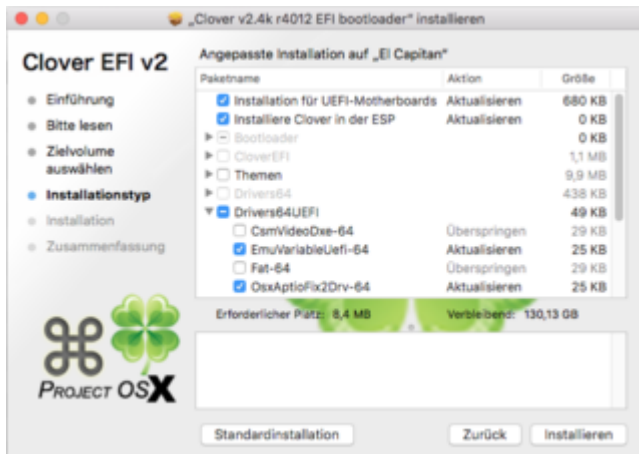 „Clover v2.4k r4012 EFI bootloader“ installieren
Clover EFI v2
Einführung
Bitte lesen
Zielvolume
auswählen
Installationstyp
Installation
Zusammenfassung
PROJECT OSX
Angepasste Installation auf „El Capitan“
Paketname Aktion Größe
Installation für UEFI-Motherboards Aktualisieren 680 KB
Installiere Clover in der ESP Aktualisieren 0 KB
Bootloader 0 KB
CloverEFI 1,1 MB
Themen 9,9 MB
Drivers64 438 KB
Drivers64UEFI 49 KB
CsmVideoDxe-64 Überspringen 29 KB
EmuVariableUefi-64 Aktualisieren 25 KB
Fat-64 Überspringen 29 KB
OsxAptioFix2Drv-64 Aktualisieren 25 KB
Erforderlicher Platz: 8,4 MB Verbleibend: 130,13 GB
Standardinstallation Zurück Installieren